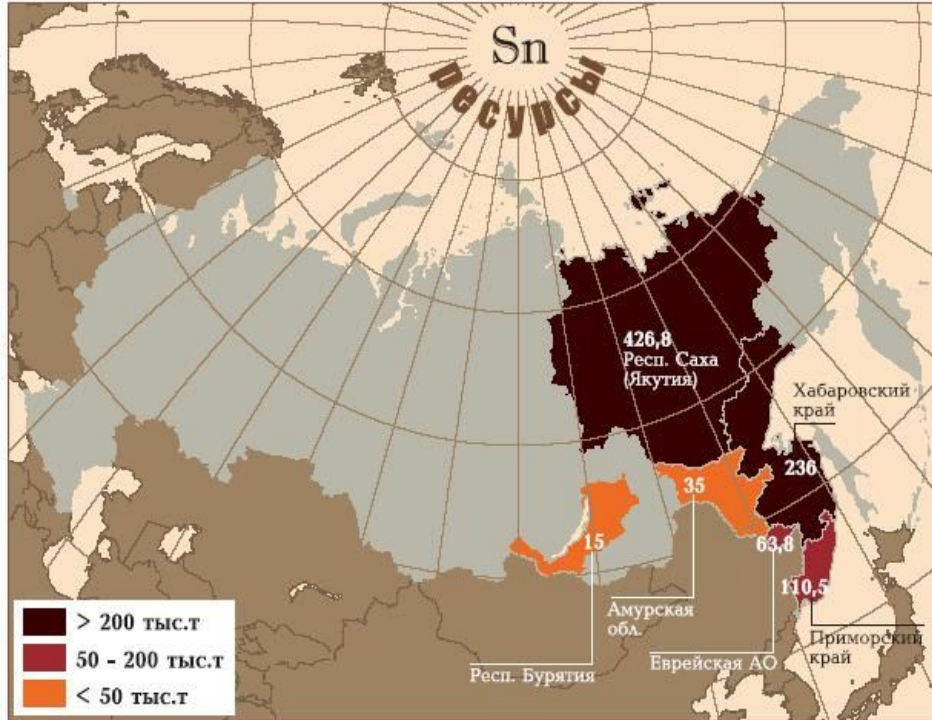 Sn
ресурсы
426,8
Респ. Саха
(Якутия)
Хабаровский
край
236
35
15
63,8
110,5
Амурская
обл.
Приморский
край
Еврейская АО
Респ. Бурятия
> 200 тыс.т
50 - 200 тыс.т
< 50 тыс.т